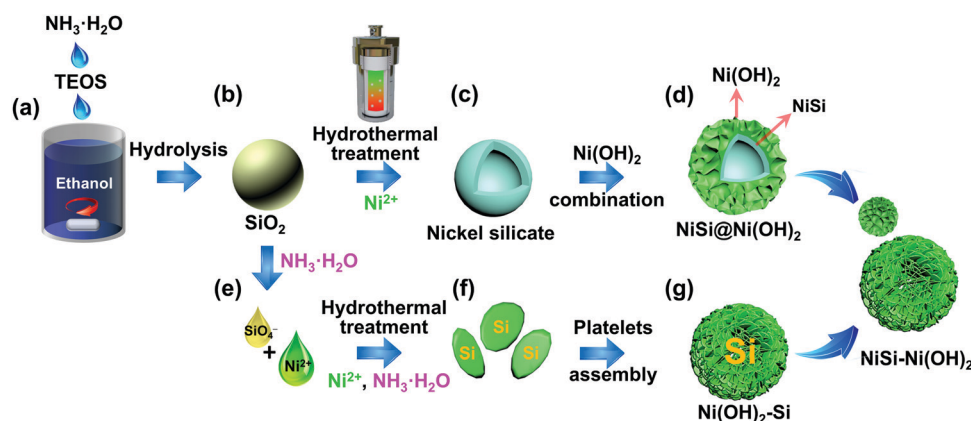 NH₃·H₂O
TEOS
(a)
Ethanol
Hydrolysis
(b)
SiO₂
Hydrothermal
treatment
Ni²⁺
(c)
Nickel silicate
Ni(OH)₂
combination
(d)
Ni(OH)₂
NiSi
NiSi@Ni(OH)₂
NH₃·H₂O
(e)
SiO₄⁻
+
Ni²⁺
Hydrothermal
treatment
Ni²⁺, NH₃·H₂O
(f)
Si
Si
Si
Platelets
assembly
(g)
Si
Ni(OH)₂-Si
NiSi-Ni(OH)₂